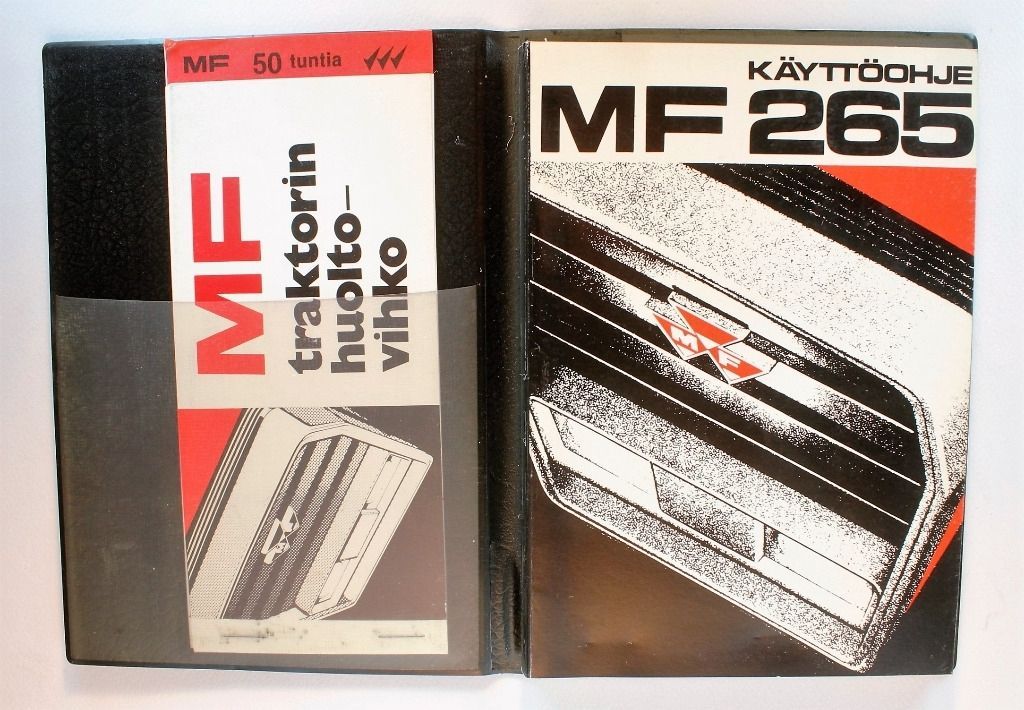 MF 50 tuntia
MF
traktorin
huolto-
vihko
KÄYTTÖOHJE
MF 265
MF